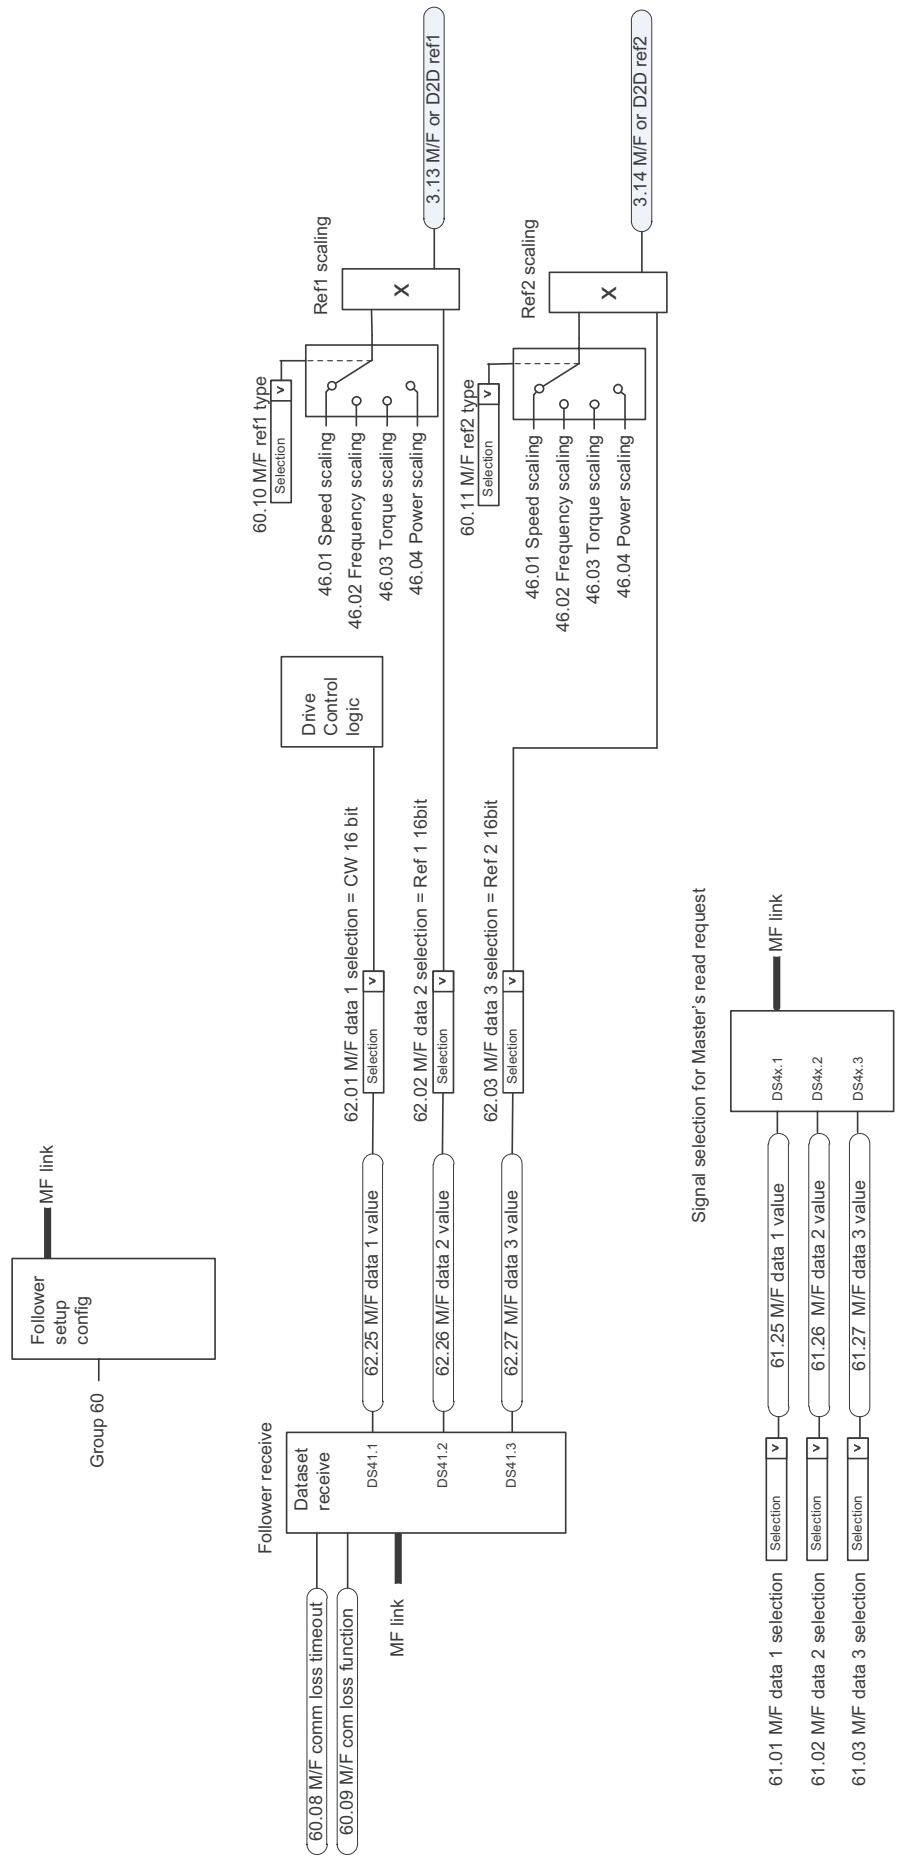 Group 60
Follower
setup
config
MF link
Follower receive
60.08 M/F comm loss timeout
60.09 M/F com loss function
MF link
Dataset
receive
DS41.1
DS41.2
DS41.3
62.25 M/F data 1 value
62.26 M/F data 2 value
62.27 M/F data 3 value
62.01 M/F data 1 selection = CW 16 bit
Selection
v
62.02 M/F data 2 selection = Ref 1 16bit
Selection
v
62.03 M/F data 3 selection = Ref 2 16bit
Selection
v
Drive
Control
logic
60.10 M/F ref1 type
Selection
v
46.01 Speed scaling
46.02 Frequency scaling
46.03 Torque scaling
46.04 Power scaling
Ref1 scaling
X
3.13 M/F or D2D ref1
60.11 M/F ref2 type
Selection
v
46.01 Speed scaling
46.02 Frequency scaling
46.03 Torque scaling
46.04 Power scaling
Ref2 scaling
X
3.14 M/F or D2D ref2
Signal selection for Master's read request
61.01 M/F data 1 selection
Selection
v
61.25 M/F data 1 value
DS4x.1
MF link
61.02 M/F data 2 selection
Selection
v
61.26 M/F data 2 value
DS4x.2
61.03 M/F data 3 selection
Selection
v
61.27 M/F data 3 value
DS4x.3